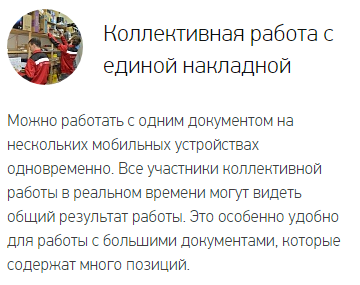 Коллективная работа с
единой накладной
Можно работать с одним документом на
нескольких мобильных устройствах
одновременно. Все участники коллективной
работы в реальном времени могут видеть
общий результат работы. Это особенно удобно
для работы с большими документами, которые
содержат много позиций.